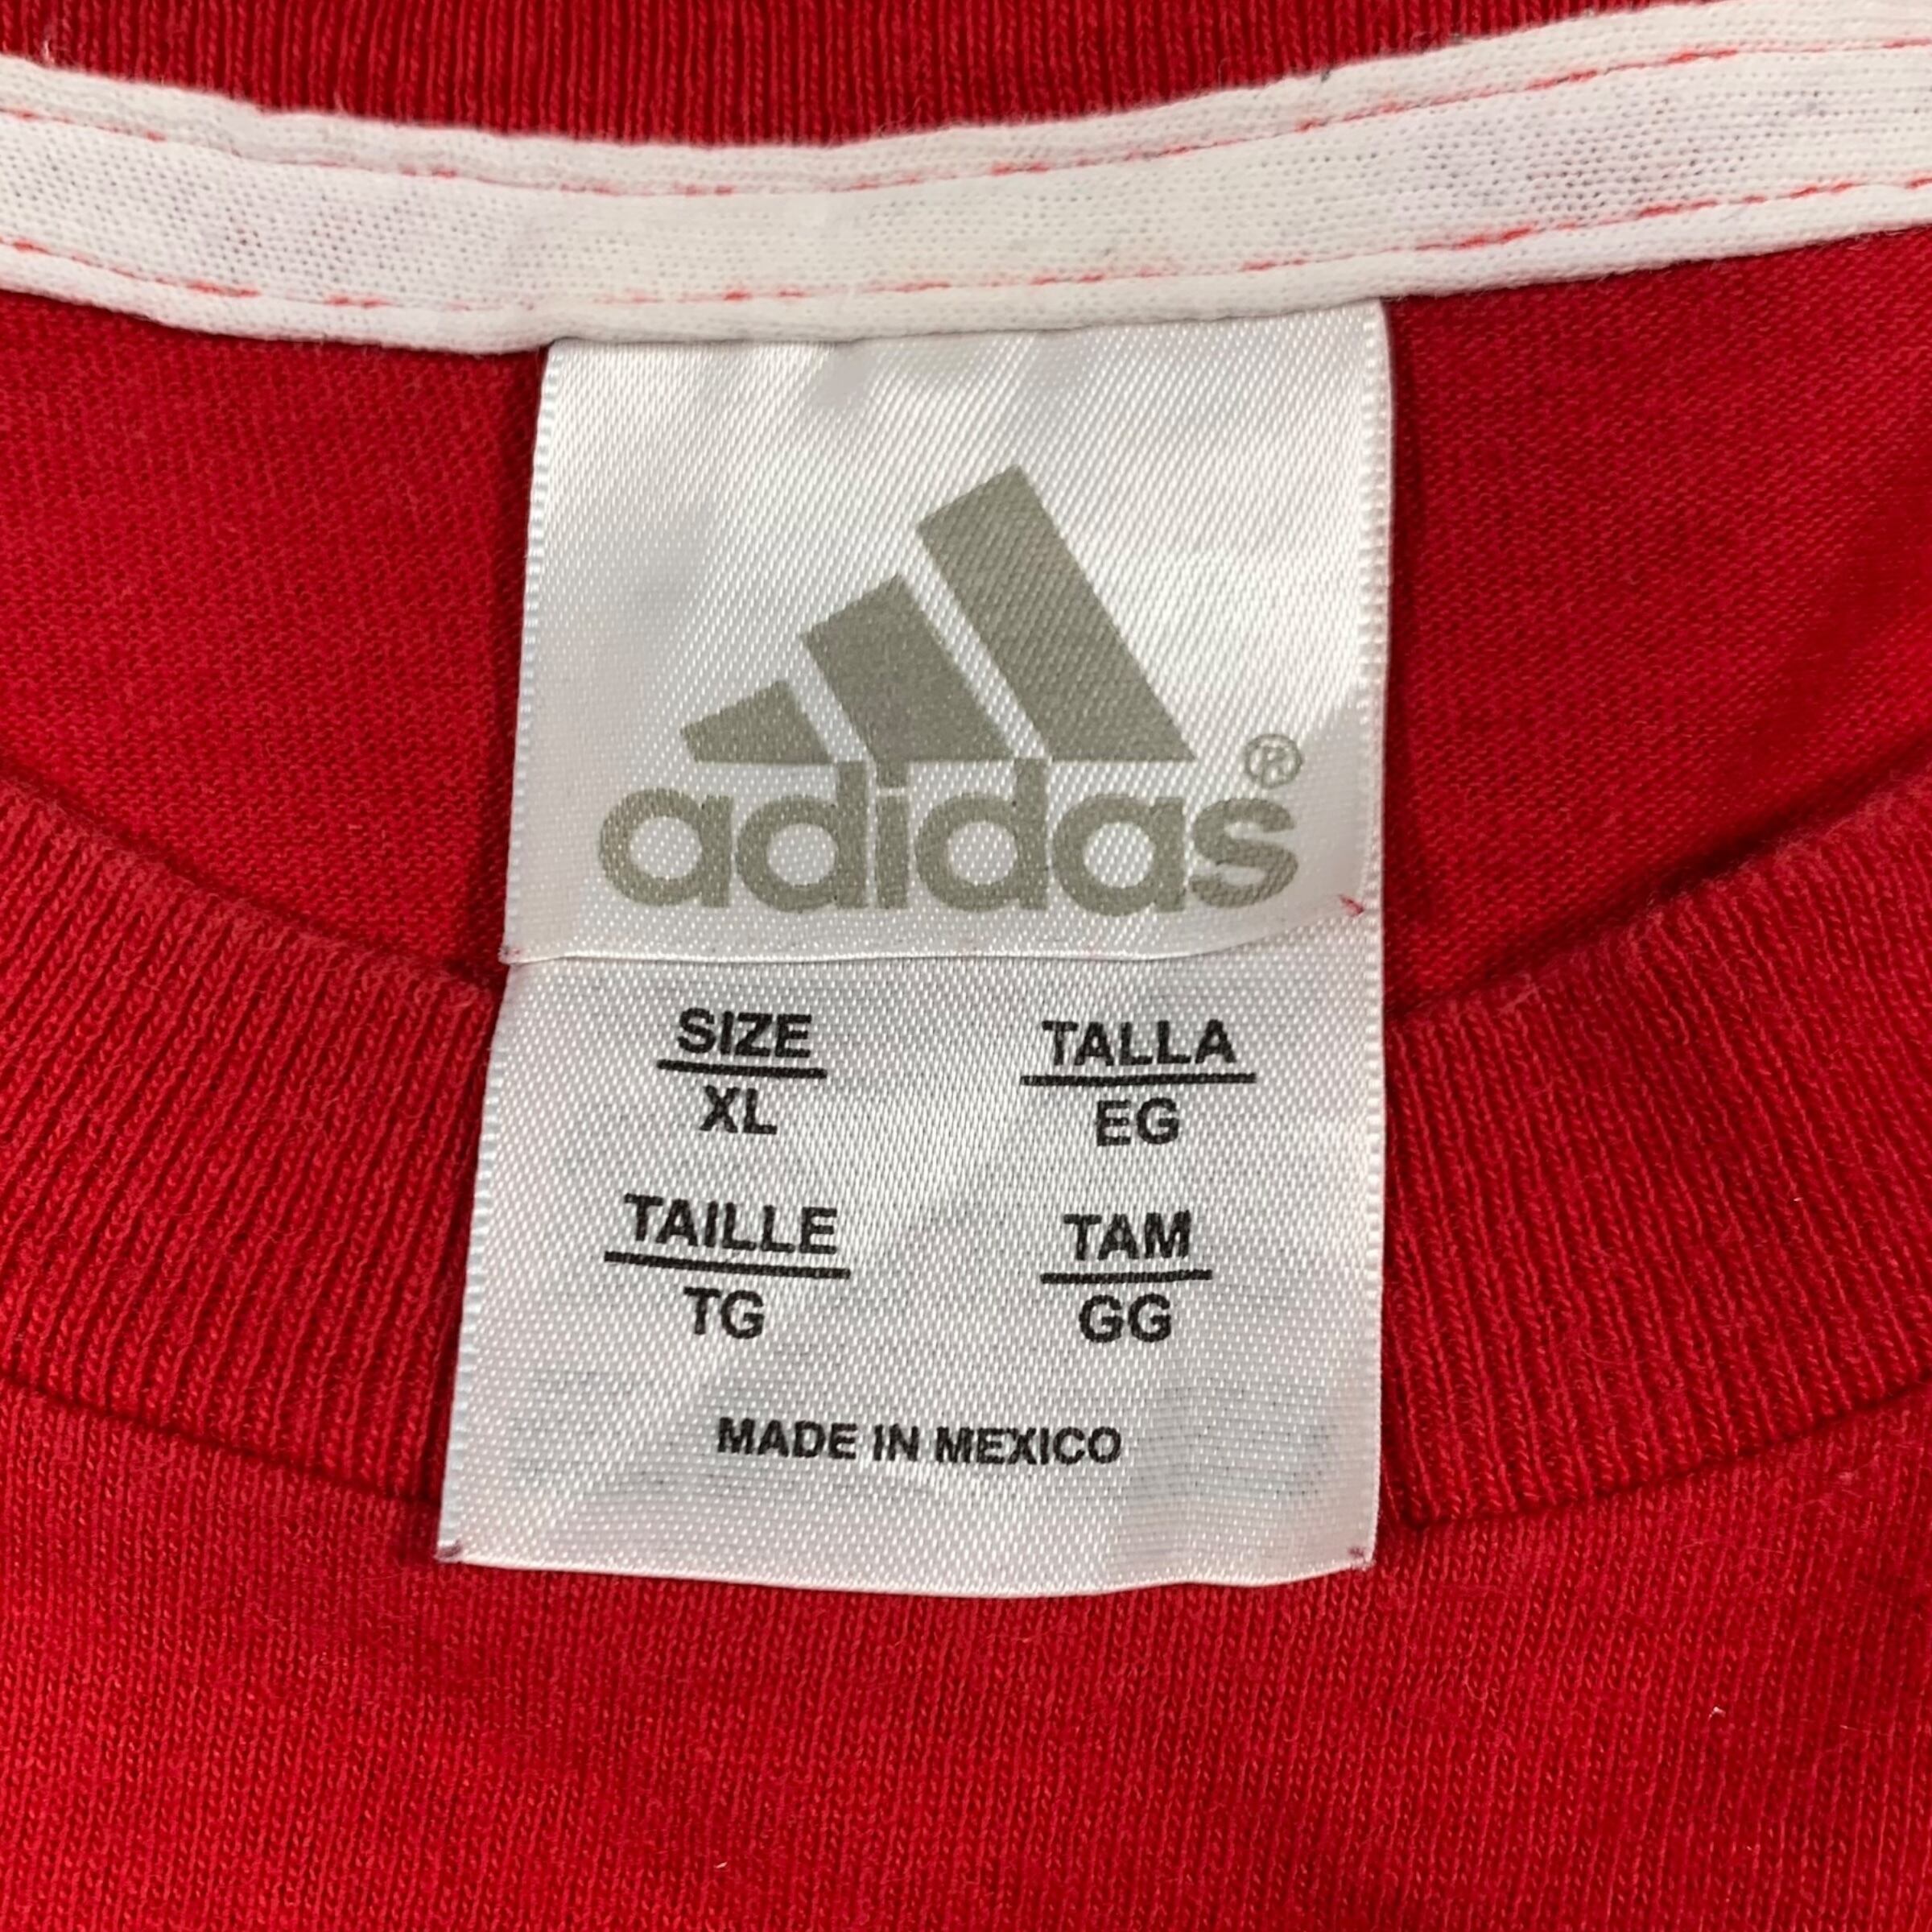 adidas®
SIZE TALLA
XL EG
TAILLE TAM
TG GG
MADE IN MEXICO